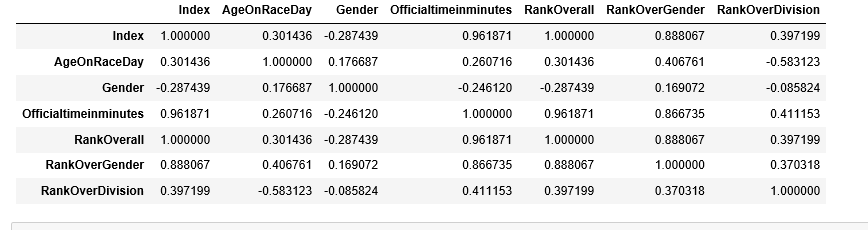 Index AgeOnRaceDay Gender Officialtimeinminutes RankOverall RankOverGender RankOverDivision
Index 1.000000 0.301436 -0.287439 0.961871 1.000000 0.888067 0.397199
AgeOnRaceDay 0.301436 1.000000 0.176687 0.260716 0.301436 0.406761 -0.583123
Gender -0.287439 0.176687 1.000000 -0.246120 -0.287439 0.169072 -0.085824
Officialtimeinminutes 0.961871 0.260716 -0.246120 1.000000 0.961871 0.866735 0.411153
RankOverall 1.000000 0.301436 -0.287439 0.961871 1.000000 0.888067 0.397199
RankOverGender 0.888067 0.406761 0.169072 0.866735 0.888067 1.000000 0.370318
RankOverDivision 0.397199 -0.583123 -0.085824 0.411153 0.397199 0.370318 1.000000